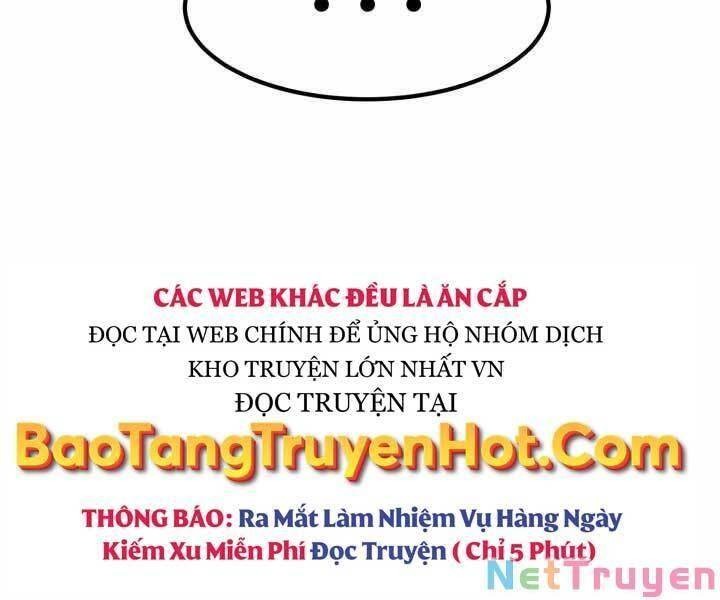 ...
CÁC WEB KHÁC ĐỀU LÀ ĂN CẮP
ĐỌC TẠI WEB CHÍNH ĐỂ ỦNG HỘ NHÓM DỊCH
KHO TRUYỆN LỚN NHẤT VN
ĐỌC TRUYỆN TẠI
BaoTangTruyenHot.Com
THÔNG BÁO: Ra Mắt Làm Nhiệm Vụ Hàng Ngày
Kiếm Xu Miễn Phí Đọc Truyện ( Chỉ 5 Phút)
NetTruyen